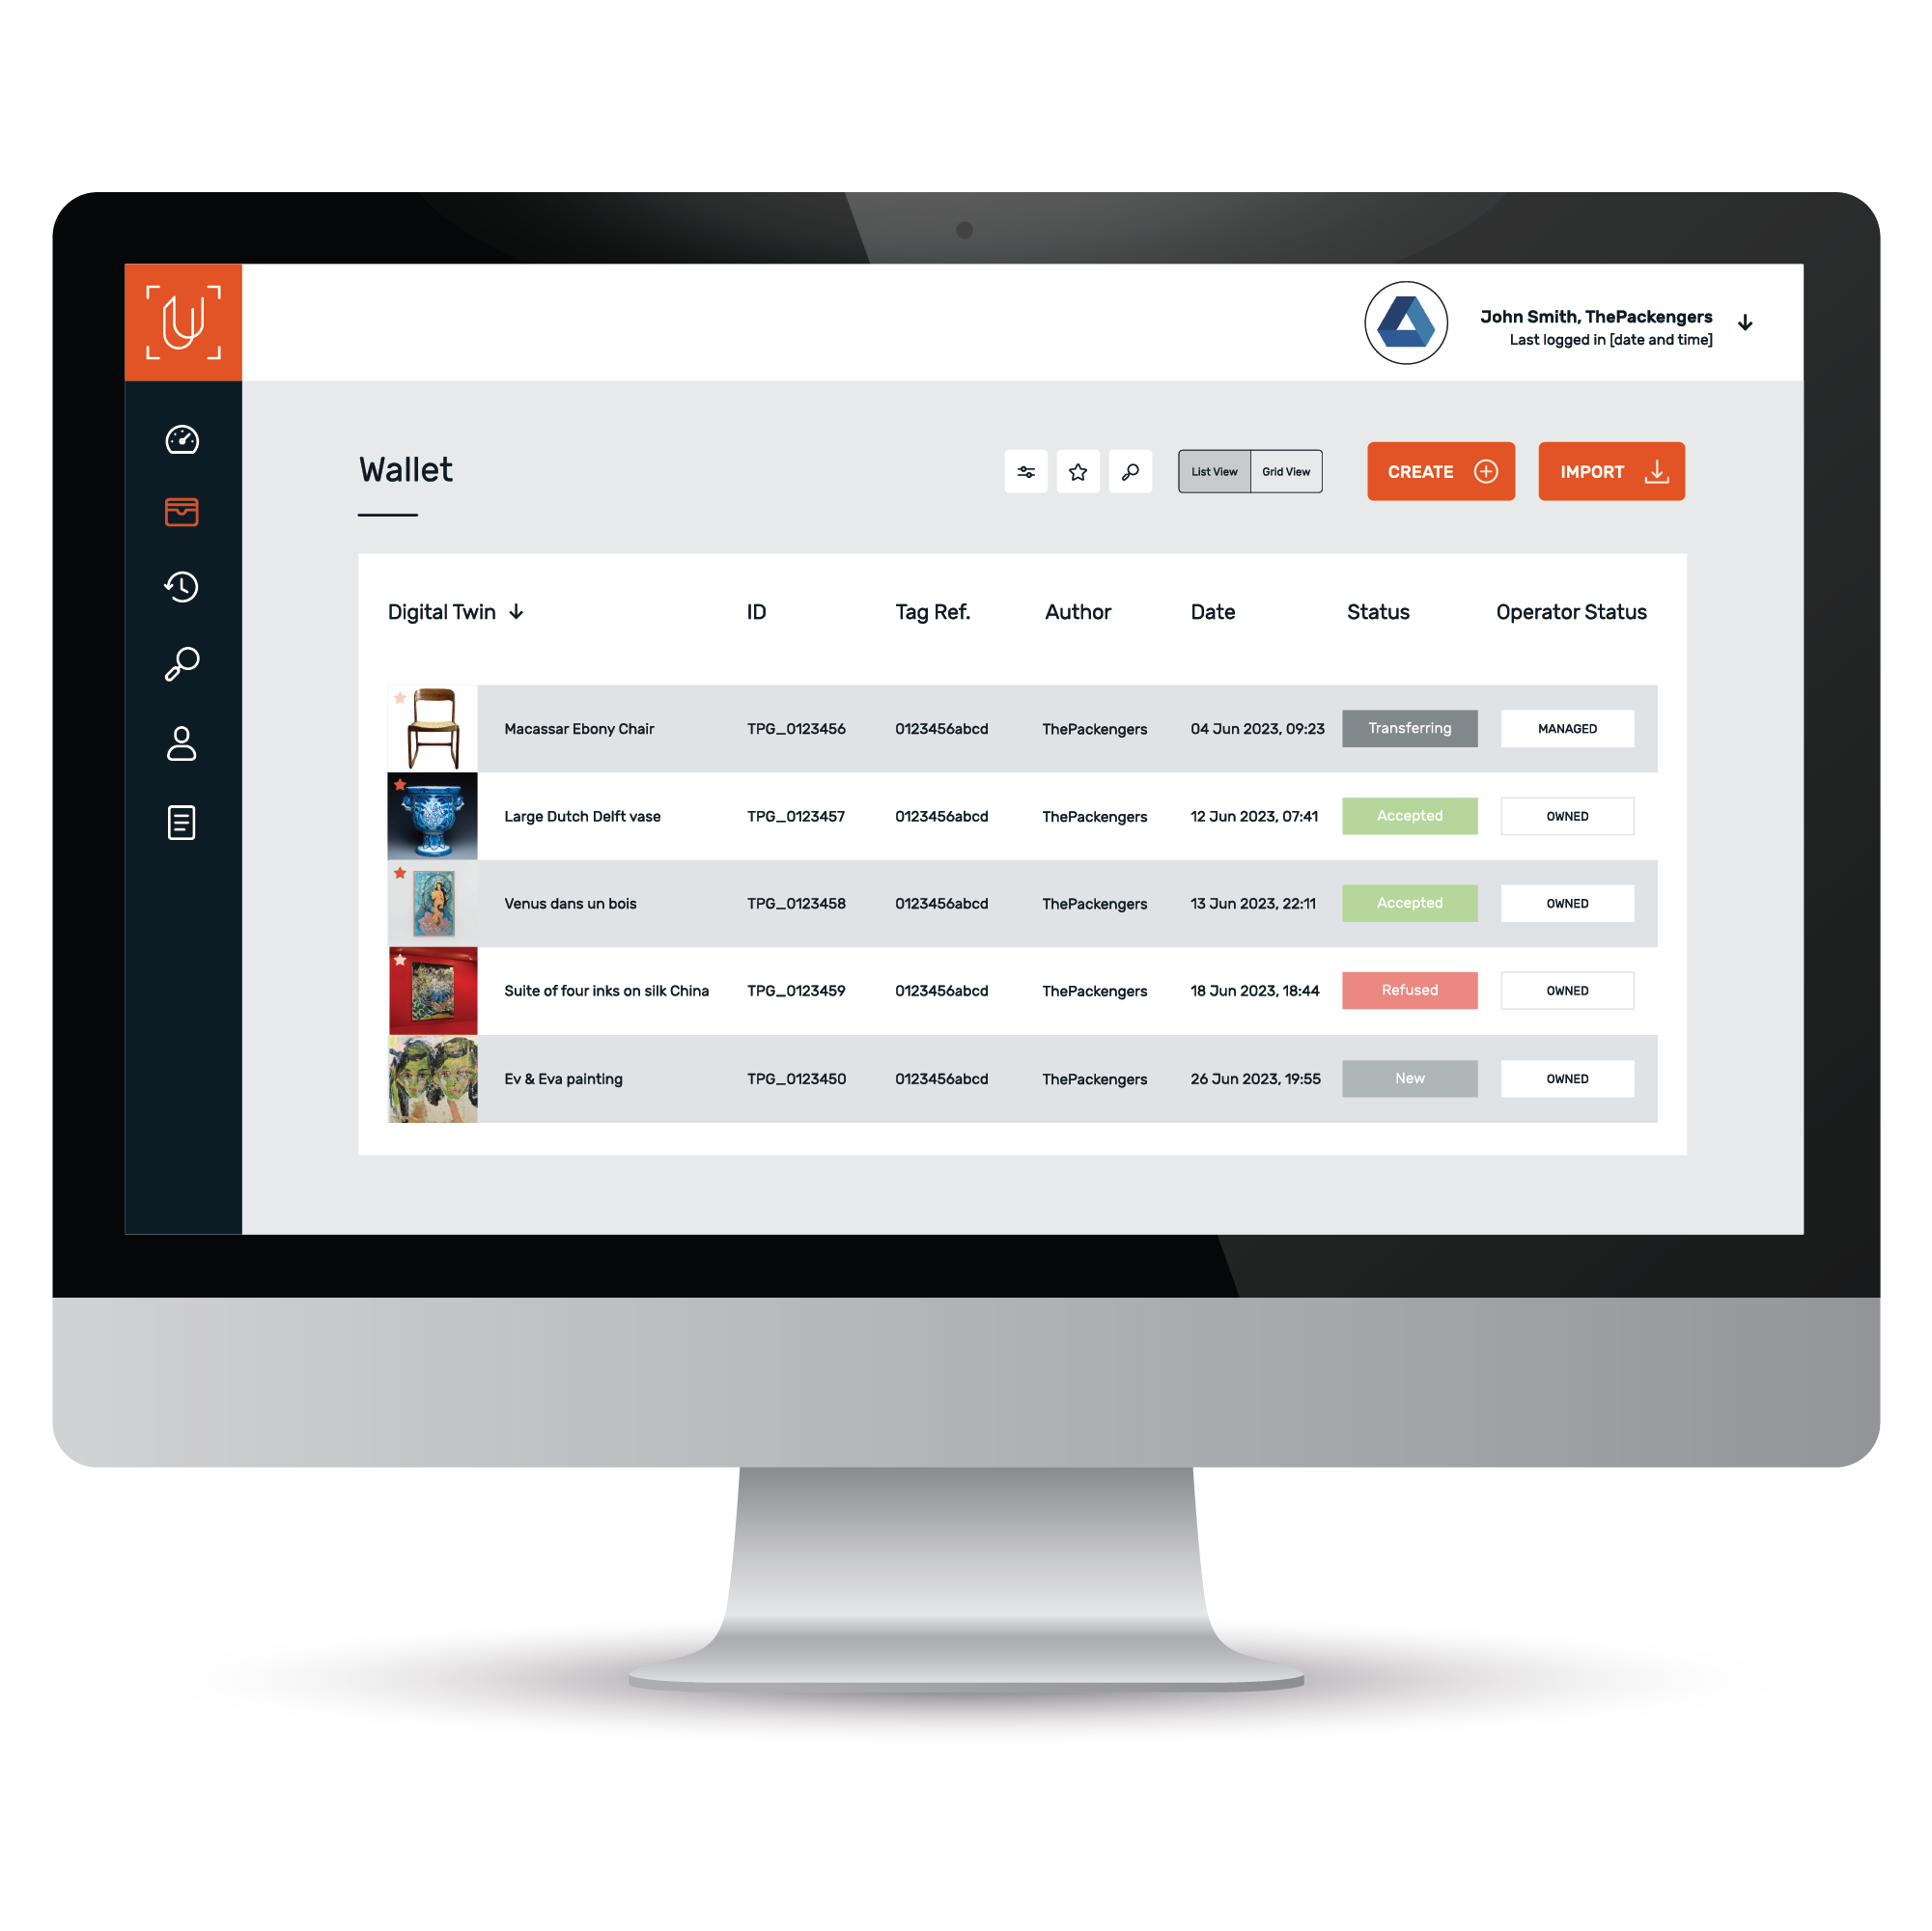 John Smith, ThePackengers
Last logged in [date and time]
Wallet
List View
Grid View
CREATE
IMPORT
Digital Twin ID Tag Ref. Author Date Status Operator Status
Macassar Ebony Chair TPG_0123456 0123456abcd ThePackengers 04 Jun 2023, 09:23 Transferring MANAGED
Large Dutch Delft vase TPG_0123457 0123456abcd ThePackengers 12 Jun 2023, 07:41 Accepted OWNED
Venus dans un bois TPG_0123458 0123456abcd ThePackengers 13 Jun 2023, 22:11 Accepted OWNED
Suite of four inks on silk China TPG_0123459 0123456abcd ThePackengers 18 Jun 2023, 18:44 Refused OWNED
Ev & Eva painting TPG_0123450 0123456abcd ThePackengers 26 Jun 2023, 19:55 New OWNED